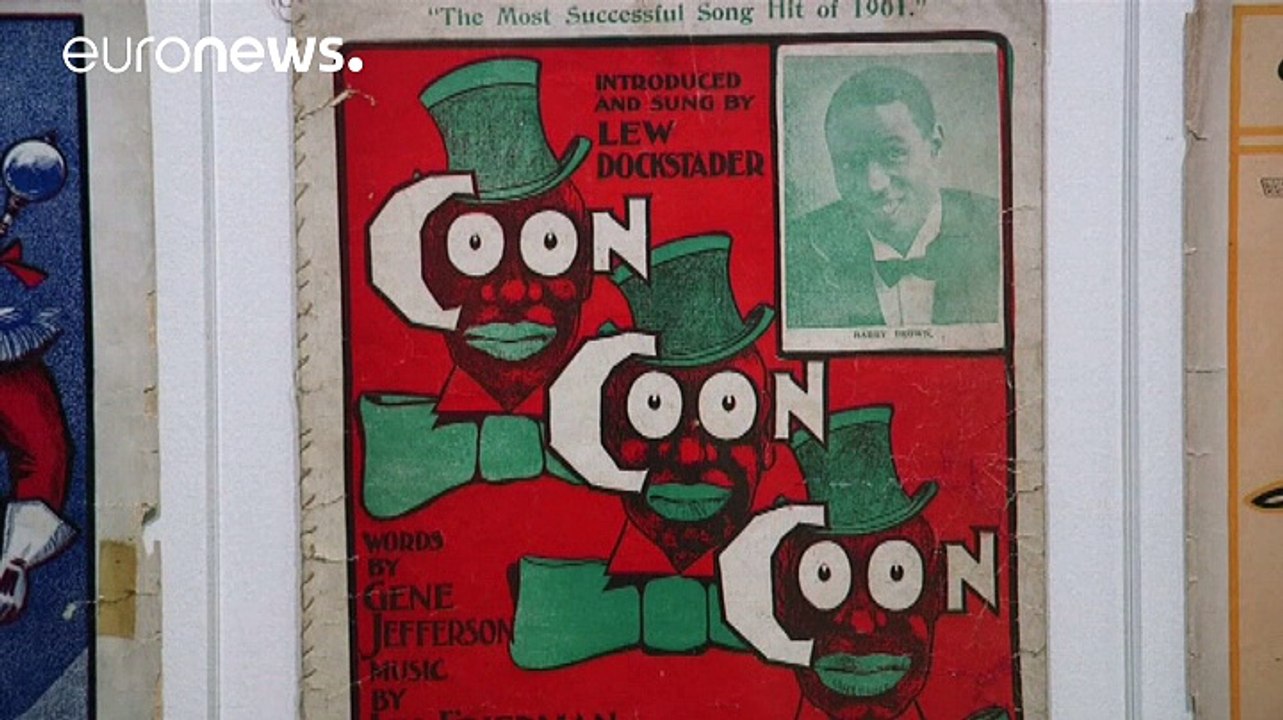 euronews.
"The Most Successful Song Hit of 1901."
INTRODUCED
AND SUNG BY
LEW
DOCKSTADER
COON
COON
COON
HARRY BROWN.
WORDS
BY
GENE
JEFFERSON
MUSIC
BY